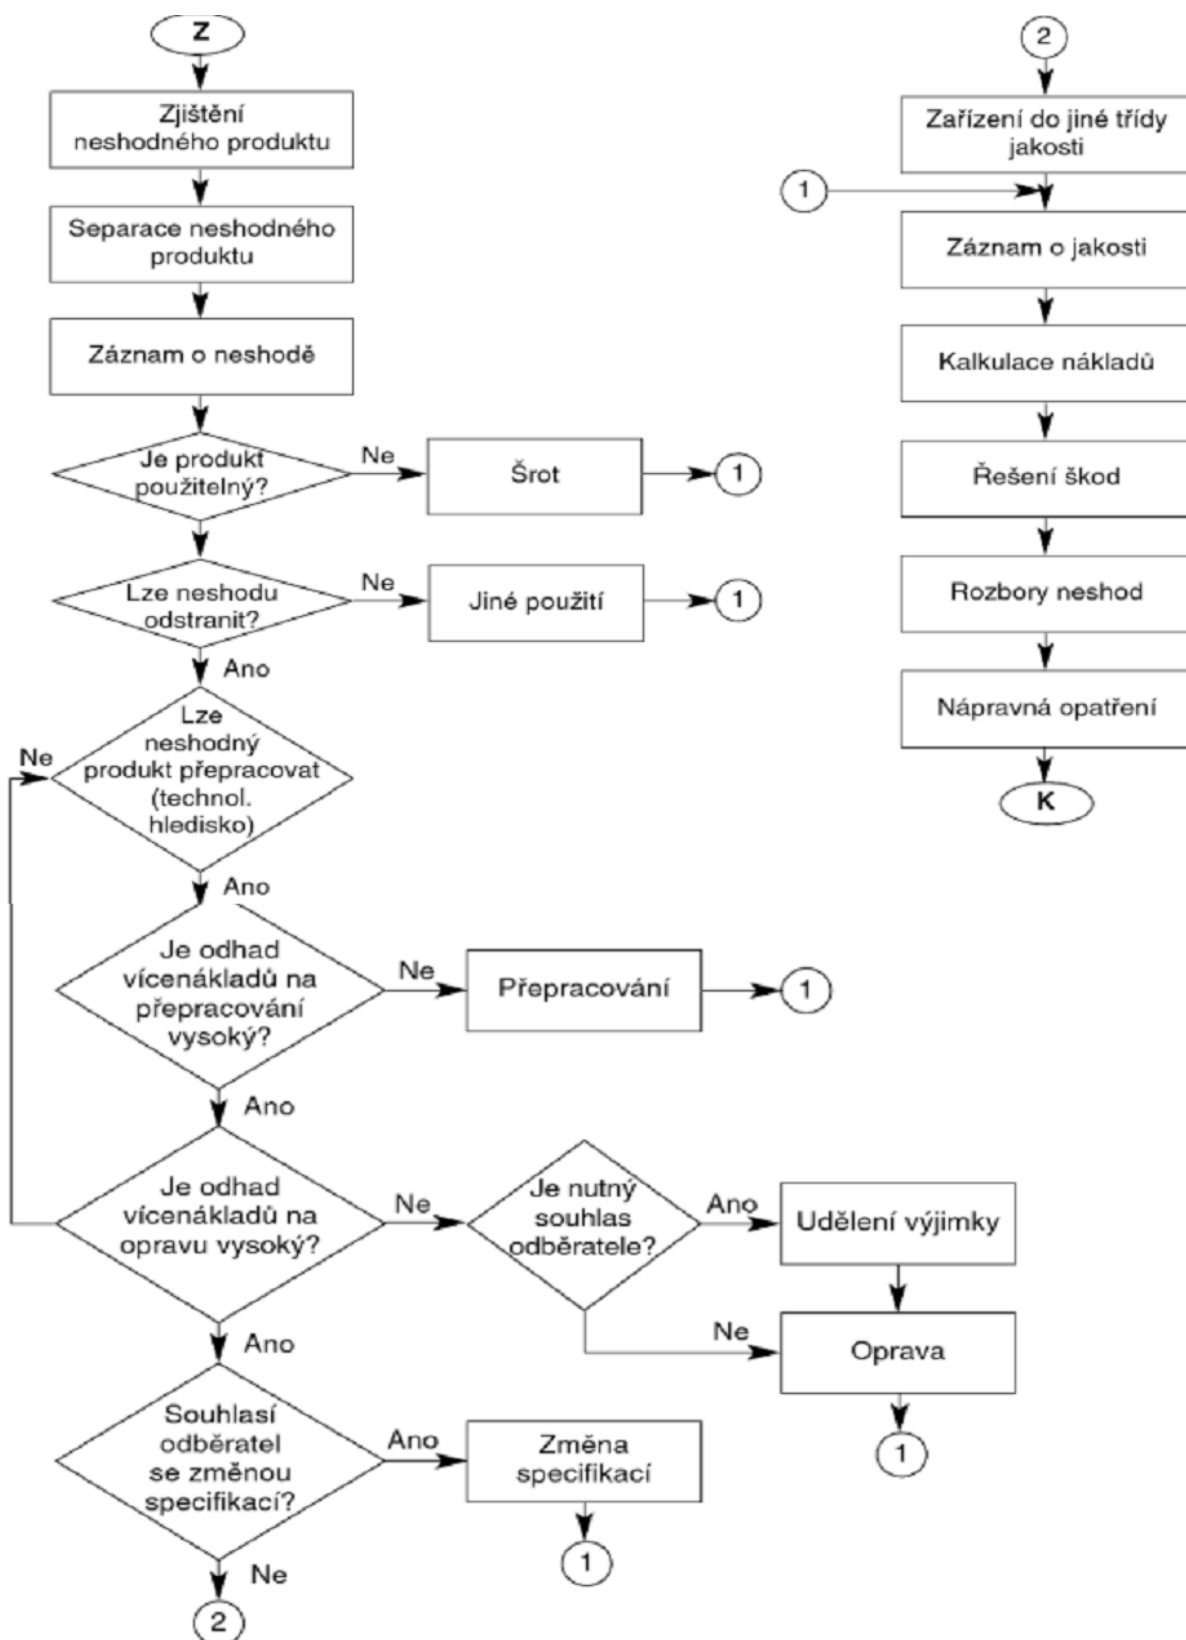 Z
Zjištění
neshodného produktu
Separace neshodného
produktu
Záznam o neshodě
Je produkt
použitelný?
Ne
Šrot
1
Lze neshodu
odstranit?
Ne
Jiné použití
1
Ano
Lze
neshodný
produkt přepracovat
(technol.
hledisko)
Ne
Ano
Je odhad
vícenákladů na
přepracování
vysoký?
Ne
Přepracování
1
Ano
Je odhad
vícenákladů na
opravu vysoký?
Ne
Je nutný
souhlas
odběratele?
Ano
Udělení výjimky
Ne
Oprava
1
Ano
Souhlasí
odběratel
se změnou
specifikací?
Ano
Změna
specifikací
1
Ne
2
2
Zařízení do jiné třídy
jakosti
1
Záznam o jakosti
Kalkulace nákladů
Řešení škod
Rozbory neshod
Nápravná opatření
K